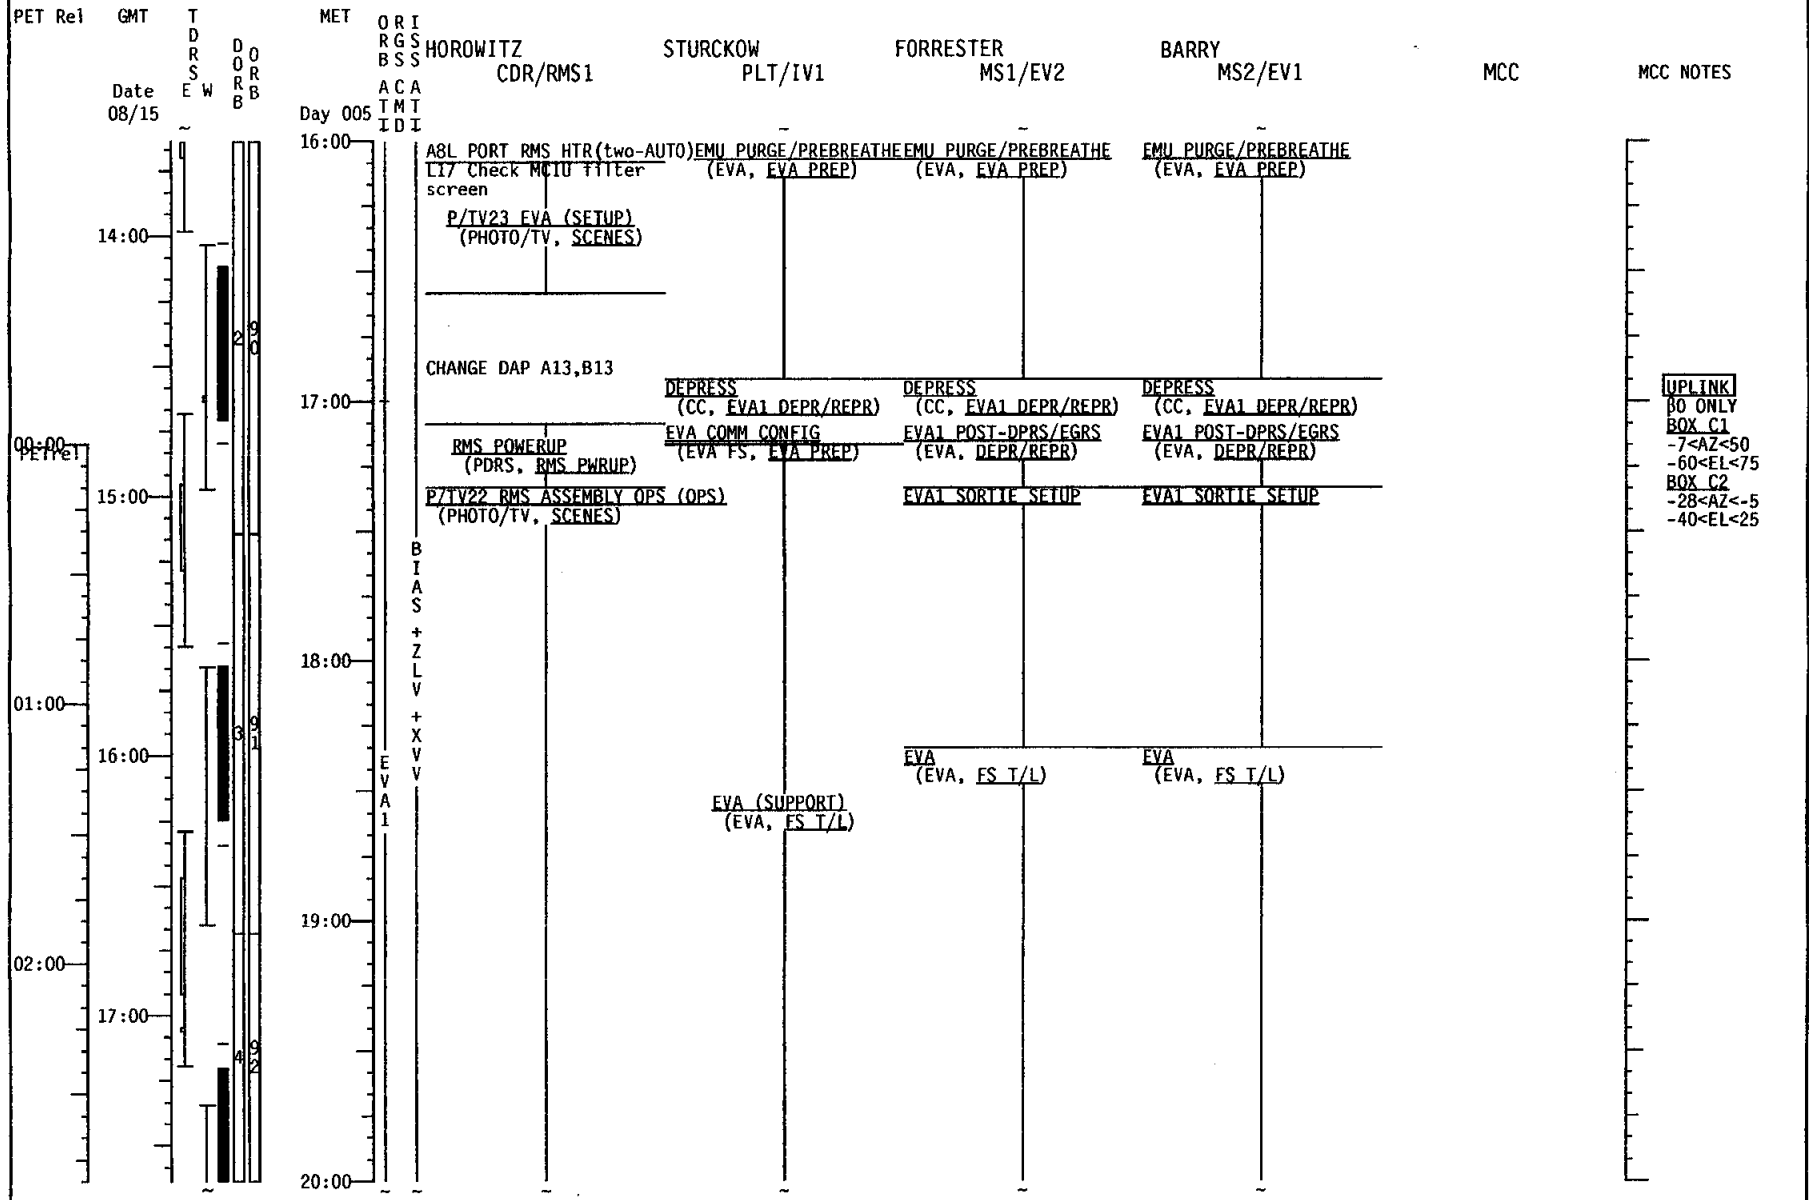 PET Rel GMT TDRS MET ORB ATT ORGS CMD ISS ATT
E W DORB ORB
HOROWITZ STURCKOW FORRESTER BARRY
CDR/RMS1 PLT/IV1 MS1/EV2 MS2/EV1 MCC MCC NOTES
Date
08/15 Day 005
16:00
A8L PORT RMS HTR(two-AUTO) EMU PURGE/PREBREATHE EMU PURGE/PREBREATHE EMU PURGE/PREBREATHE
L17 Check MCIU filter (EVA, EVA PREP) (EVA, EVA PREP) (EVA, EVA PREP)
screen
P/TV23 EVA (SETUP)
14:00 (PHOTO/TV, SCENES)
2 90
CHANGE DAP A13,B13
DEPRESS DEPRESS DEPRESS UPLINK
17:00 (CC, EVA1 DEPR/REPR) (CC, EVA1 DEPR/REPR) (CC, EVA1 DEPR/REPR) β0 ONLY
EVA COMM CONFIG EVA1 POST-DPRS/EGRS EVA1 POST-DPRS/EGRS BOX C1
00:00 RMS POWERUP (EVA FS, EVA PREP) (EVA, DEPR/REPR) (EVA, DEPR/REPR) -7<AZ<50
PETrel (PDRS, RMS PWRUP) -60<EL<75
BOX C2
15:00 P/TV22 RMS ASSEMBLY OPS (OPS) EVA1 SORTIE SETUP EVA1 SORTIE SETUP -28<AZ<-5
(PHOTO/TV, SCENES) -40<EL<25
BIAS +ZLV +XVV
18:00
01:00
3 91
16:00 EVA EVA
EVA1 (EVA, FS T/L) (EVA, FS T/L)
EVA (SUPPORT)
(EVA, FS T/L)
19:00
02:00
17:00
4 92
20:00